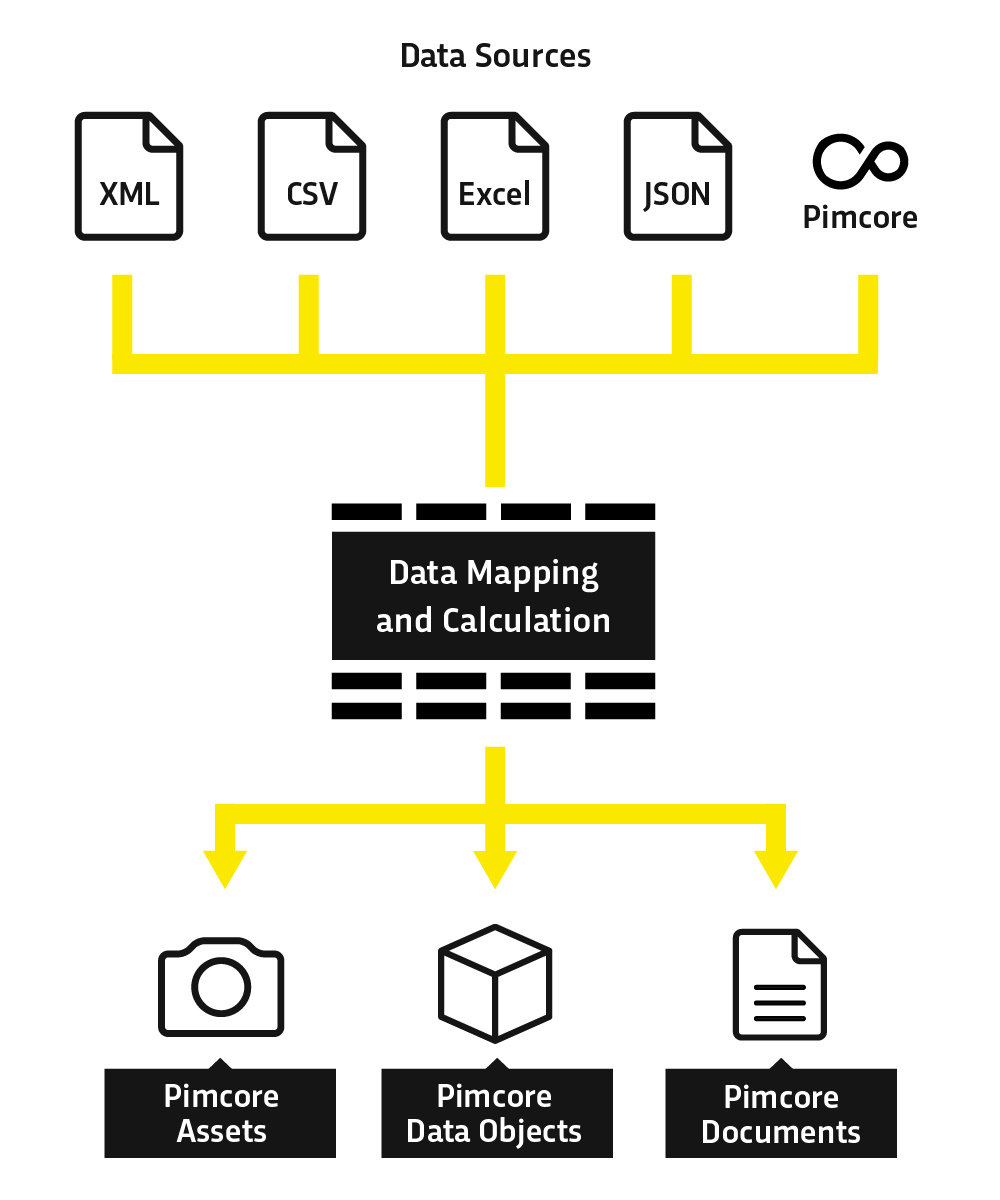 Data Sources
XML
CSV
Excel
JSON
Pimcore
Data Mapping
and Calculation
Pimcore
Assets
Pimcore
Data Objects
Pimcore
Documents